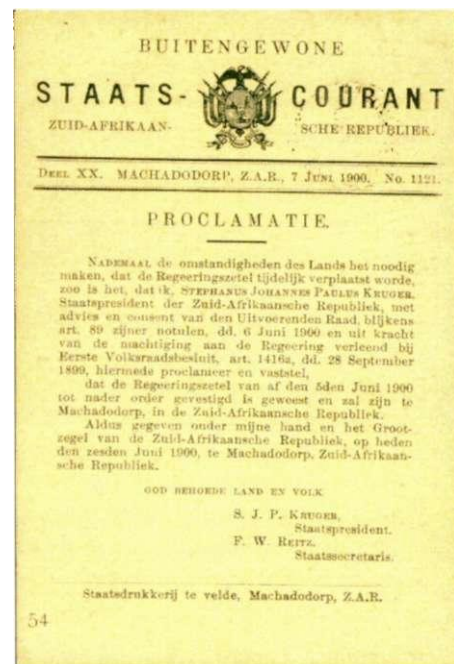 BUITENGEWONE
STAATS- COURANT
ZUID-AFRIKAAN- SCHE REPUBLIEK.
DEEL XX. MACHADODORP, Z.A.R., 7 JUNI 1900. No. 1121.
PROCLAMATIE.
NADEMAAL de omstandigheden des Lands het noodig
maken, dat de Regeeringszetel tijdelijk verplaatst worde,
zoo is het, dat ik, STEPHANUS JOHANNES PAULUS KRUGER,
Staatspresident der Zuid-Afrikaansche Republiek, met
advies en consent van den Uitvoerenden Raad, blijkens
art. 89 zijner notulen, dd. 6 Juni 1900 en uit kracht
van de machtiging aan de Regeering verleend bij
Eerste Volksraadsbesluit, art. 1416a, dd. 28 September
1899, hiermede proclameer en vaststel,
dat de Regeeringszetel van af den 5den Juni 1900
tot nader order gevestigd is geweest en zal zijn te
Machadodorp, in de Zuid-Afrikaansche Republiek.
Aldus gegeven onder mijne hand en het Groot-
zegel van de Zuid-Afrikaansche Republiek, op heden
den zesden Juni 1900, te Machadodorp, Zuid-Afrikaan-
sche Republiek.
GOD BEHOEDE LAND EN VOLK
S. J. P. KRUGER,
Staatspresident.
F. W. REITZ.
Staatssecretaris.
Staatsdrukkerij te velde, Machadodorp, Z.A.R.
54